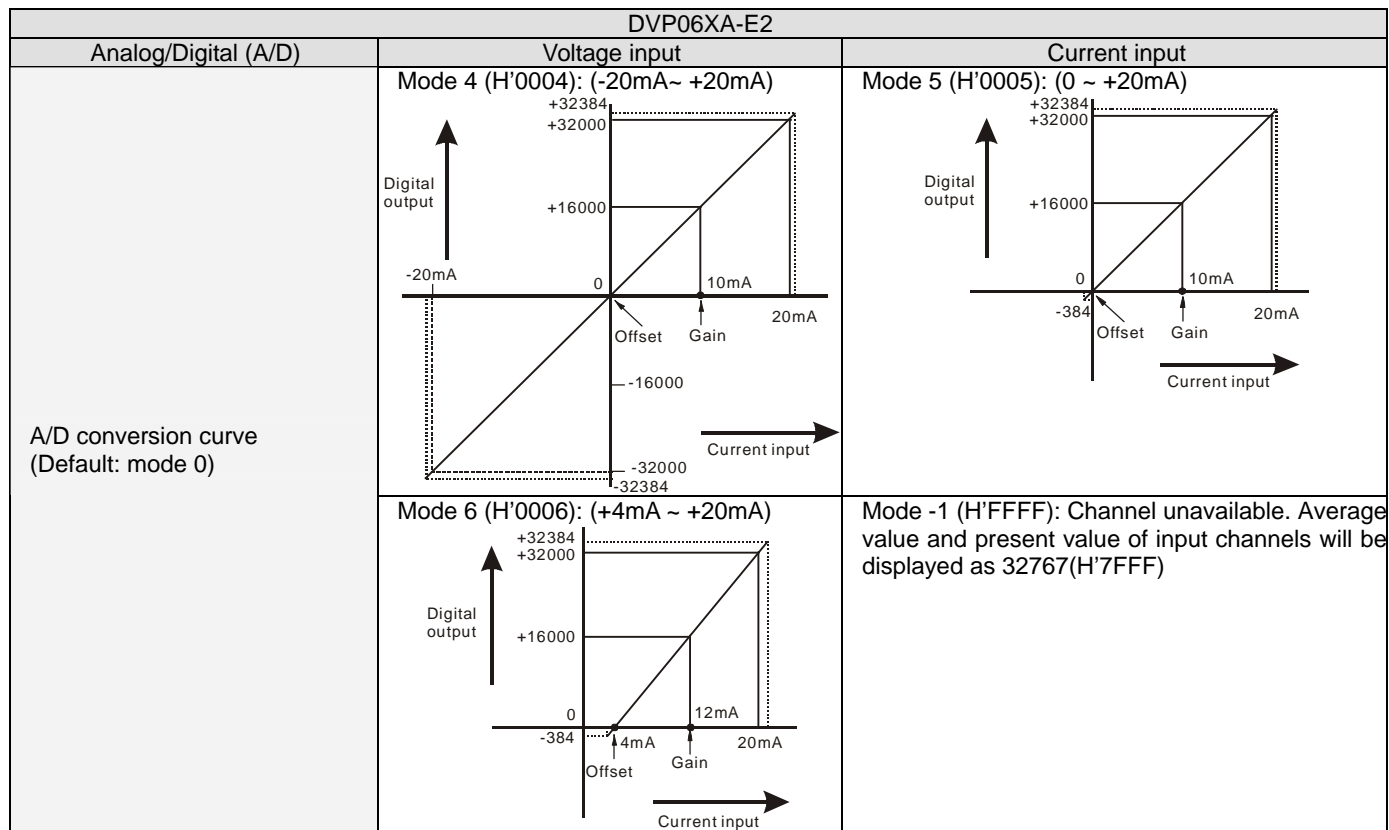 DVP06XA-E2
Analog/Digital (A/D)
Voltage input
Current input
A/D conversion curve
(Default: mode 0)
Mode 4 (H'0004): (-20mA~ +20mA)
+32384
+32000
Digital
output
+16000
-20mA
0
10mA
20mA
Offset
Gain
-16000
Current input
-32000
-32384
Mode 5 (H'0005): (0 ~ +20mA)
+32384
+32000
Digital
output
+16000
0
10mA
-384
20mA
Offset
Gain
Current input
Mode 6 (H'0006): (+4mA ~ +20mA)
+32384
+32000
Digital
output
+16000
0
12mA
-384
4mA
20mA
Offset
Gain
Current input
Mode -1 (H'FFFF): Channel unavailable. Average
value and present value of input channels will be
displayed as 32767(H'7FFF)